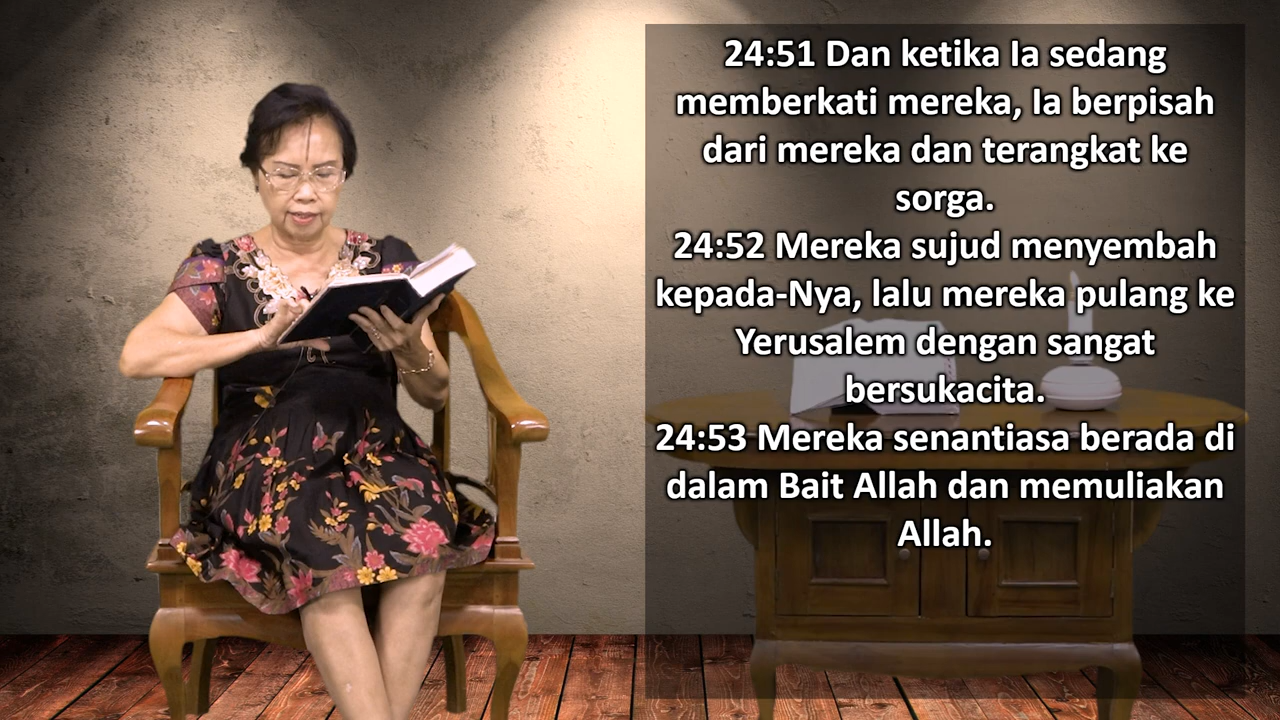 24:51 Dan ketika Ia sedang
memberkati mereka, Ia berpisah
dari mereka dan terangkat ke
sorga.
24:52 Mereka sujud menyembah
kepada-Nya, lalu mereka pulang ke
Yerusalem dengan sangat
bersukacita.
24:53 Mereka senantiasa berada di
dalam Bait Allah dan memuliakan
Allah.